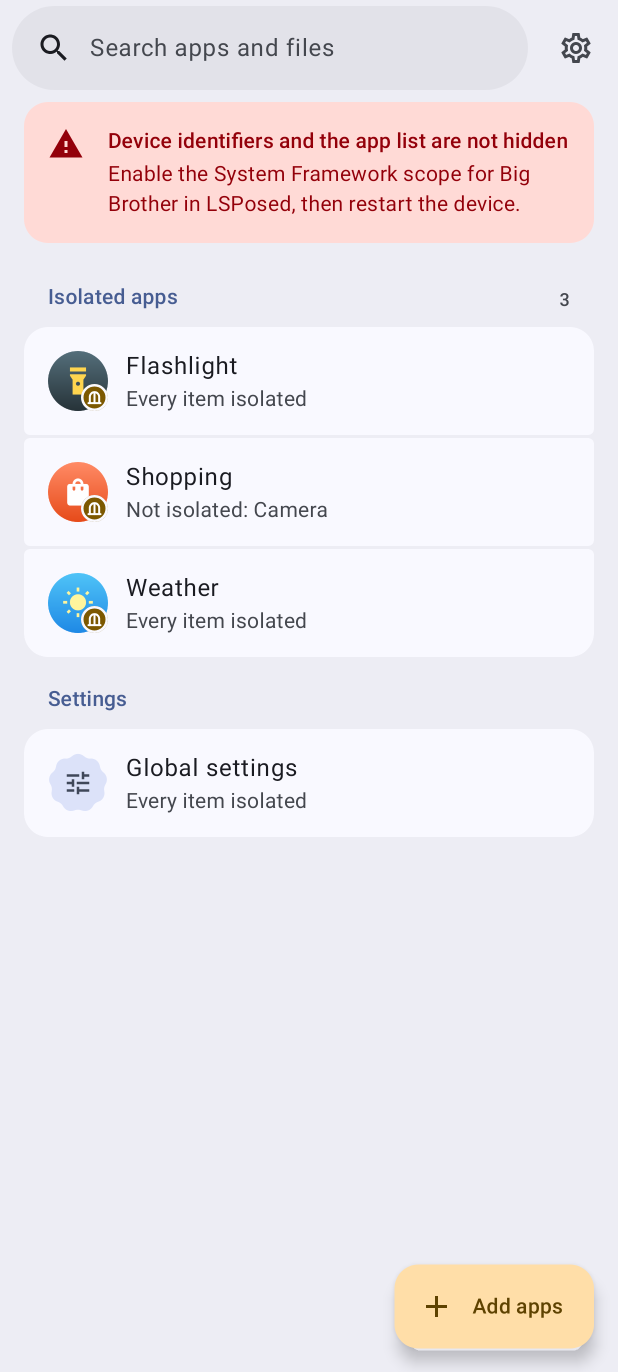 Search apps and files
Device identifiers and the app list are not hidden
Enable the System Framework scope for Big
Brother in LSPosed, then restart the device.
Isolated apps
3
Flashlight
Every item isolated
Shopping
Not isolated: Camera
Weather
Every item isolated
Settings
Global settings
Every item isolated
Add apps